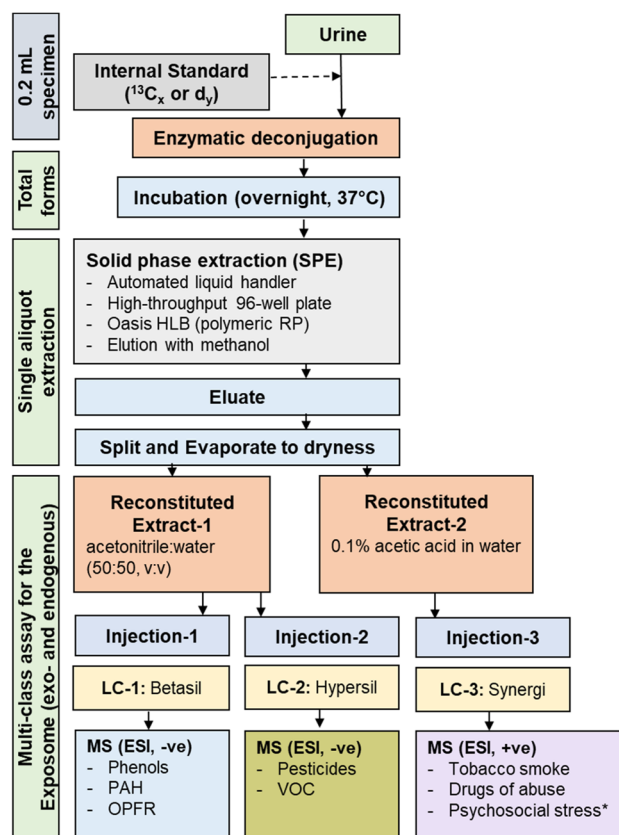 0.2 mL
specimen
Urine
Internal Standard
(¹³Cₓ or d_y)
Enzymatic deconjugation
Total
forms
Incubation (overnight, 37°C)
Single aliquot
extraction
Solid phase extraction (SPE)
- Automated liquid handler
- High-throughput 96-well plate
- Oasis HLB (polymeric RP)
- Elution with methanol
Eluate
Split and Evaporate to dryness
Multi-class assay for the
Exposome (exo- and endogenous)
Reconstituted
Extract-1
acetonitrile:water
(50:50, v:v)
Reconstituted
Extract-2
0.1% acetic acid in water
Injection-1
Injection-2
Injection-3
LC-1: Betasil
LC-2: Hypersil
LC-3: Synergi
MS (ESI, -ve)
- Phenols
- PAH
- OPFR
MS (ESI, -ve)
- Pesticides
- VOC
MS (ESI, +ve)
- Tobacco smoke
- Drugs of abuse
- Psychosocial stress*